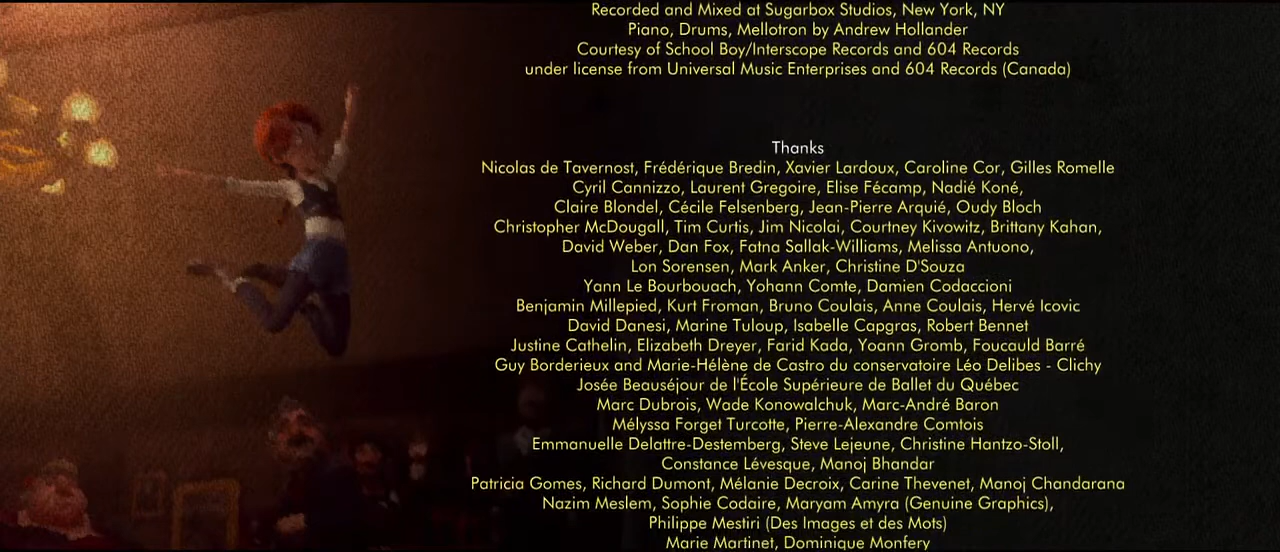 Recorded and Mixed at Sugarbox Studios, New York, NY
Piano, Drums, Mellotron by Andrew Hollander
Courtesy of School Boy/Interscope Records and 604 Records
under license from Universal Music Enterprises and 604 Records (Canada)
Thanks
Nicolas de Tavernost, Frédérique Bredin, Xavier Lardoux, Caroline Cor, Gilles Romelle
Cyril Cannizzo, Laurent Gregoire, Elise Fécamp, Nadié Koné,
Claire Blondel, Cécile Felsenberg, Jean-Pierre Arquié, Oudy Bloch
Christopher McDougall, Tim Curtis, Jim Nicolai, Courtney Kivowitz, Brittany Kahan,
David Weber, Dan Fox, Fatna Sallak-Williams, Melissa Antuono,
Lon Sorensen, Mark Anker, Christine D'Souza
Yann Le Bourbouach, Yohann Comte, Damien Codaccioni
Benjamin Millepied, Kurt Froman, Bruno Coulais, Anne Coulais, Hervé Icovic
David Danesi, Marine Tuloup, Isabelle Capgras, Robert Bennet
Justine Cathelin, Elizabeth Dreyer, Farid Kada, Yoann Gromb, Foucauld Barré
Guy Borderieux and Marie-Hélène de Castro du conservatoire Léo Delibes - Clichy
Josée Beauséjour de l'École Supérieure de Ballet du Québec
Marc Dubrois, Wade Konowalchuk, Marc-André Baron
Mélyssa Forget Turcotte, Pierre-Alexandre Comtois
Emmanuelle Delattre-Destemberg, Steve Lejeune, Christine Hantzo-Stoll,
Constance Lévesque, Manoj Bhandar
Patricia Gomes, Richard Dumont, Mélanie Decroix, Carine Thevenet, Manoj Chandarana
Nazim Meslem, Sophie Codaire, Maryam Amyra (Genuine Graphics),
Philippe Mestiri (Des Images et des Mots)
Marie Martinet, Dominique Monfery